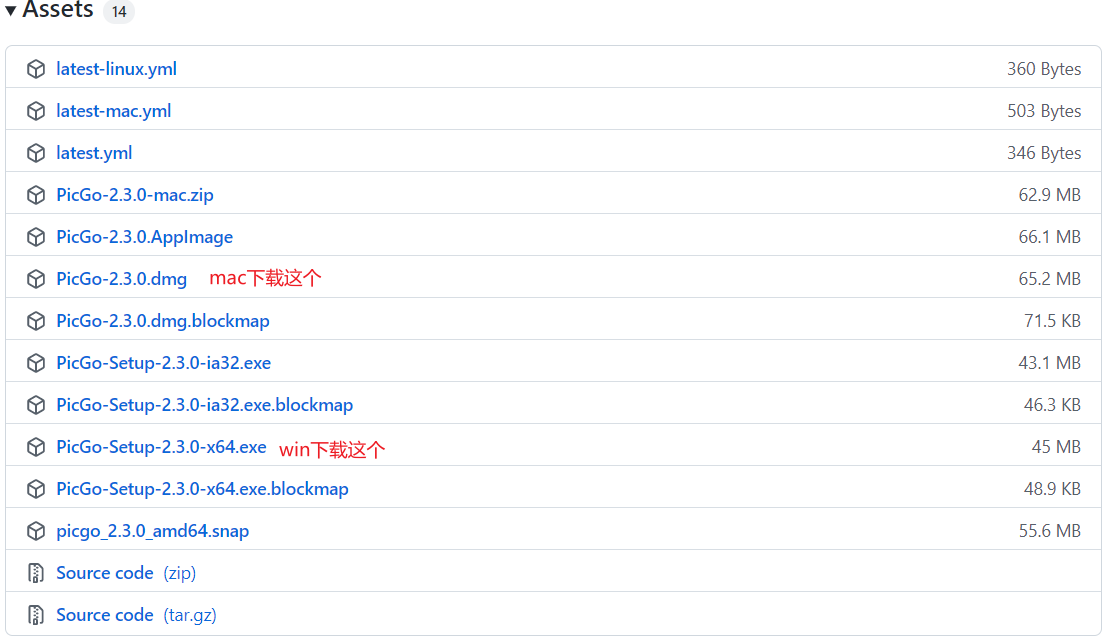 Assets 14
latest-linux.yml 360 Bytes
latest-mac.yml 503 Bytes
latest.yml 346 Bytes
PicGo-2.3.0-mac.zip 62.9 MB
PicGo-2.3.0.AppImage 66.1 MB
PicGo-2.3.0.dmg mac下载这个 65.2 MB
PicGo-2.3.0.dmg.blockmap 71.5 KB
PicGo-Setup-2.3.0-ia32.exe 43.1 MB
PicGo-Setup-2.3.0-ia32.exe.blockmap 46.3 KB
PicGo-Setup-2.3.0-x64.exe win下载这个 45 MB
PicGo-Setup-2.3.0-x64.exe.blockmap 48.9 KB
picgo_2.3.0_amd64.snap 55.6 MB
Source code (zip)
Source code (tar.gz)